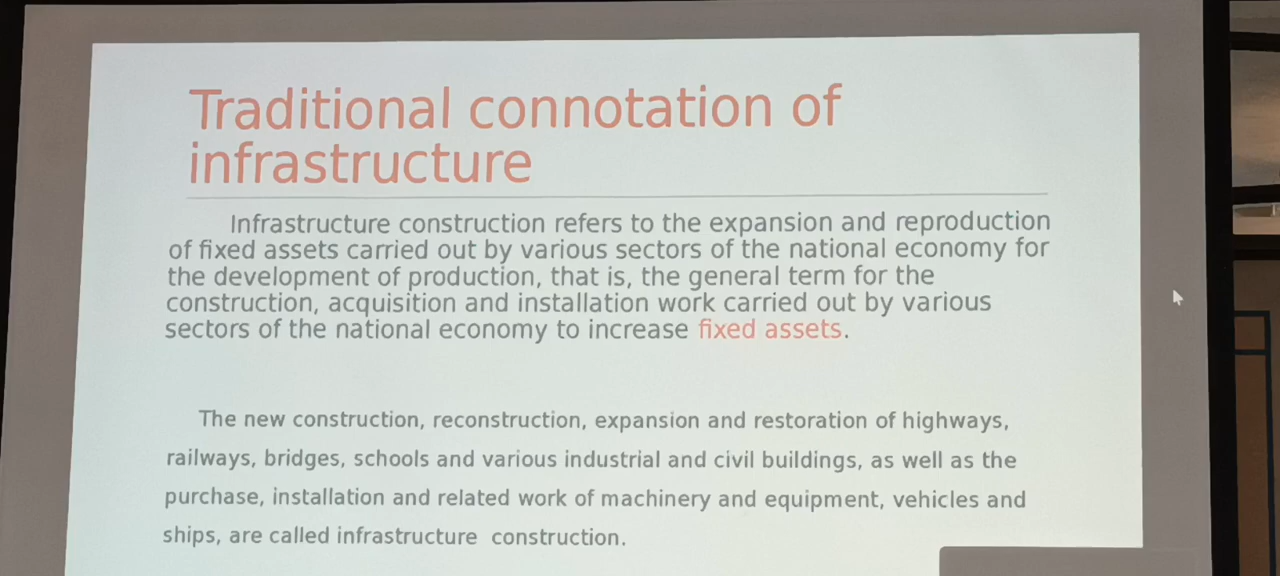 Traditional connotation of
infrastructure
Infrastructure construction refers to the expansion and reproduction
of fixed assets carried out by various sectors of the national economy for
the development of production, that is, the general term for the
construction, acquisition and installation work carried out by various
sectors of the national economy to increase fixed assets.
The new construction, reconstruction, expansion and restoration of highways,
railways, bridges, schools and various industrial and civil buildings, as well as the
purchase, installation and related work of machinery and equipment, vehicles and
ships, are called infrastructure construction.